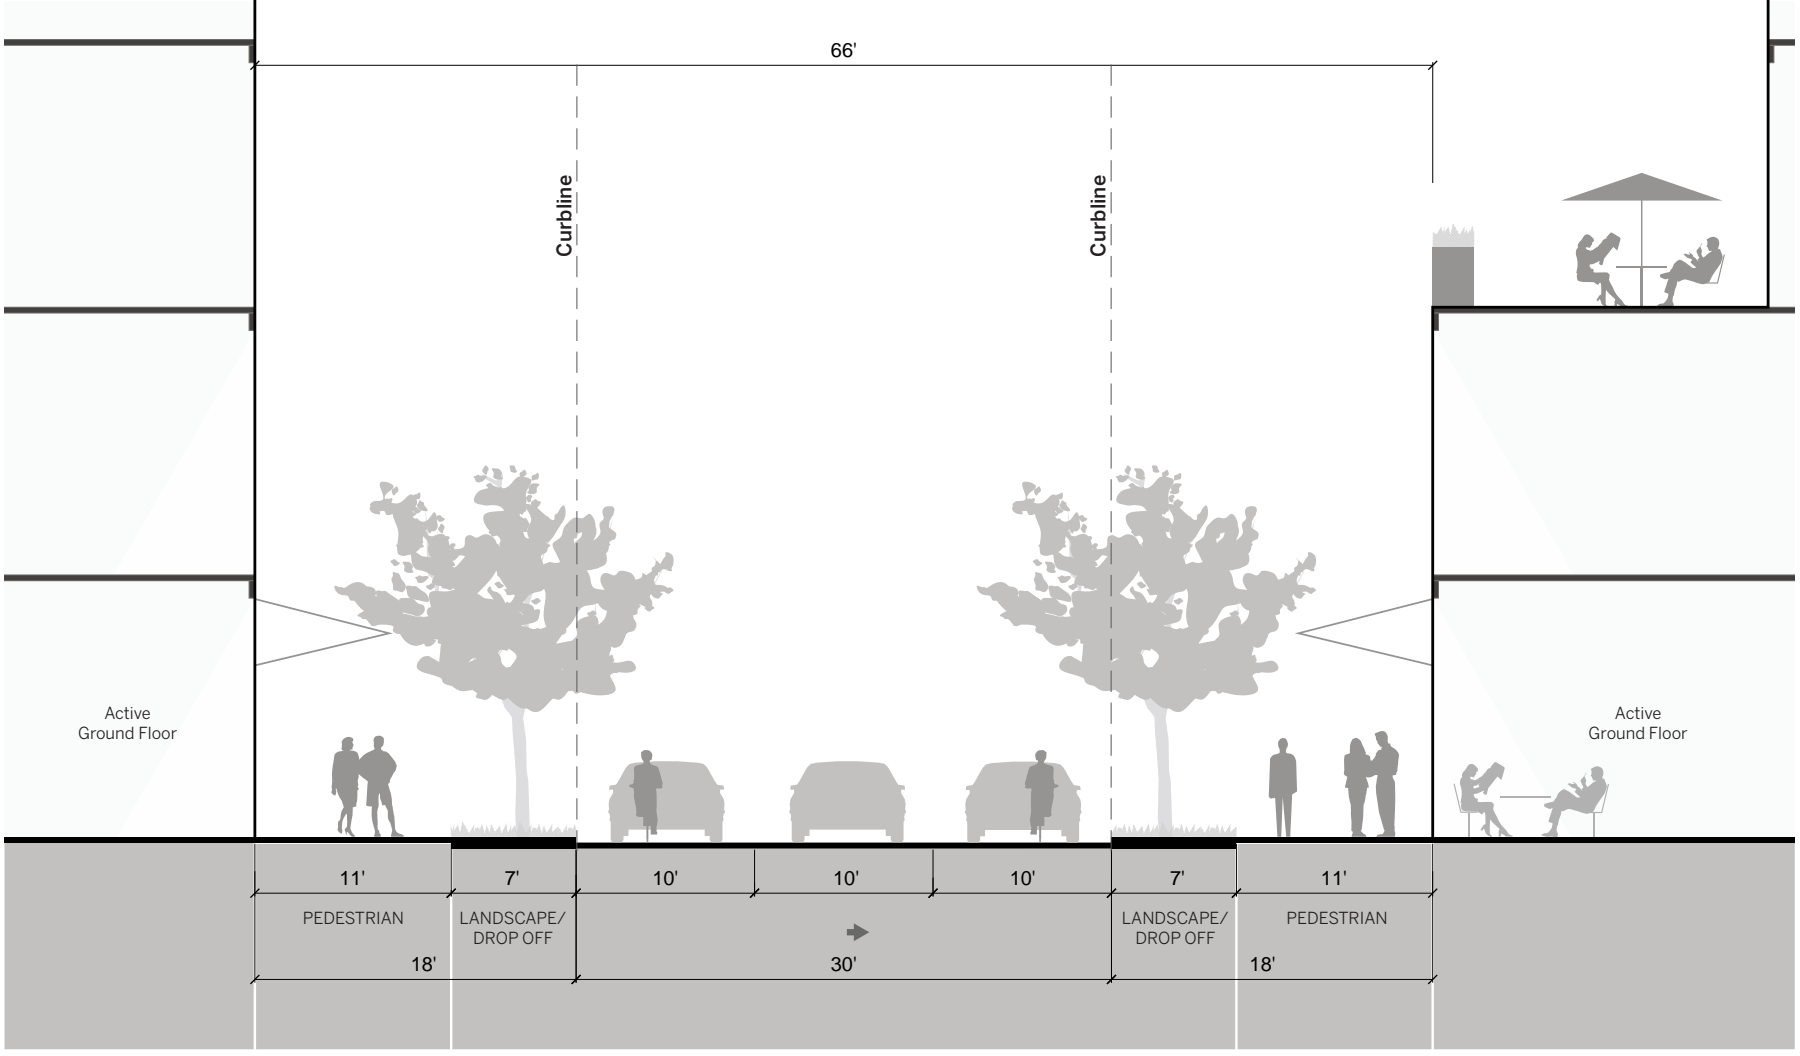 66'
Curbline
Curbline
Active
Ground Floor
Active
Ground Floor
11'
7'
10'
10'
10'
7'
11'
PEDESTRIAN
LANDSCAPE/
DROP OFF
LANDSCAPE/
DROP OFF
PEDESTRIAN
18'
30'
18'